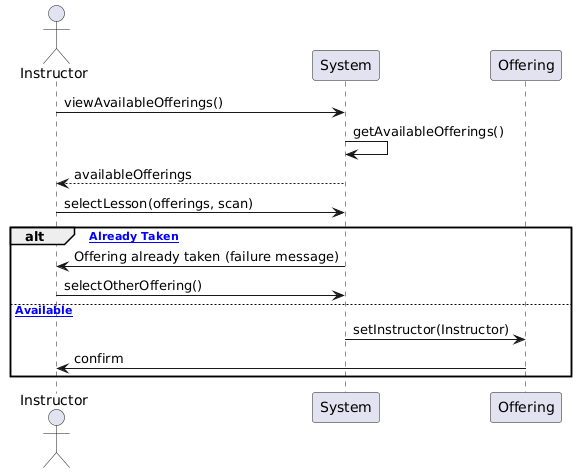 Instructor
System
Offering
viewAvailableOfferings()
getAvailableOfferings()
availableOfferings
selectLesson(offerings, scan)
alt
Already Taken
Offering already taken (failure message)
selectOtherOffering()
Available
setInstructor(Instructor)
confirm
Instructor
System
Offering